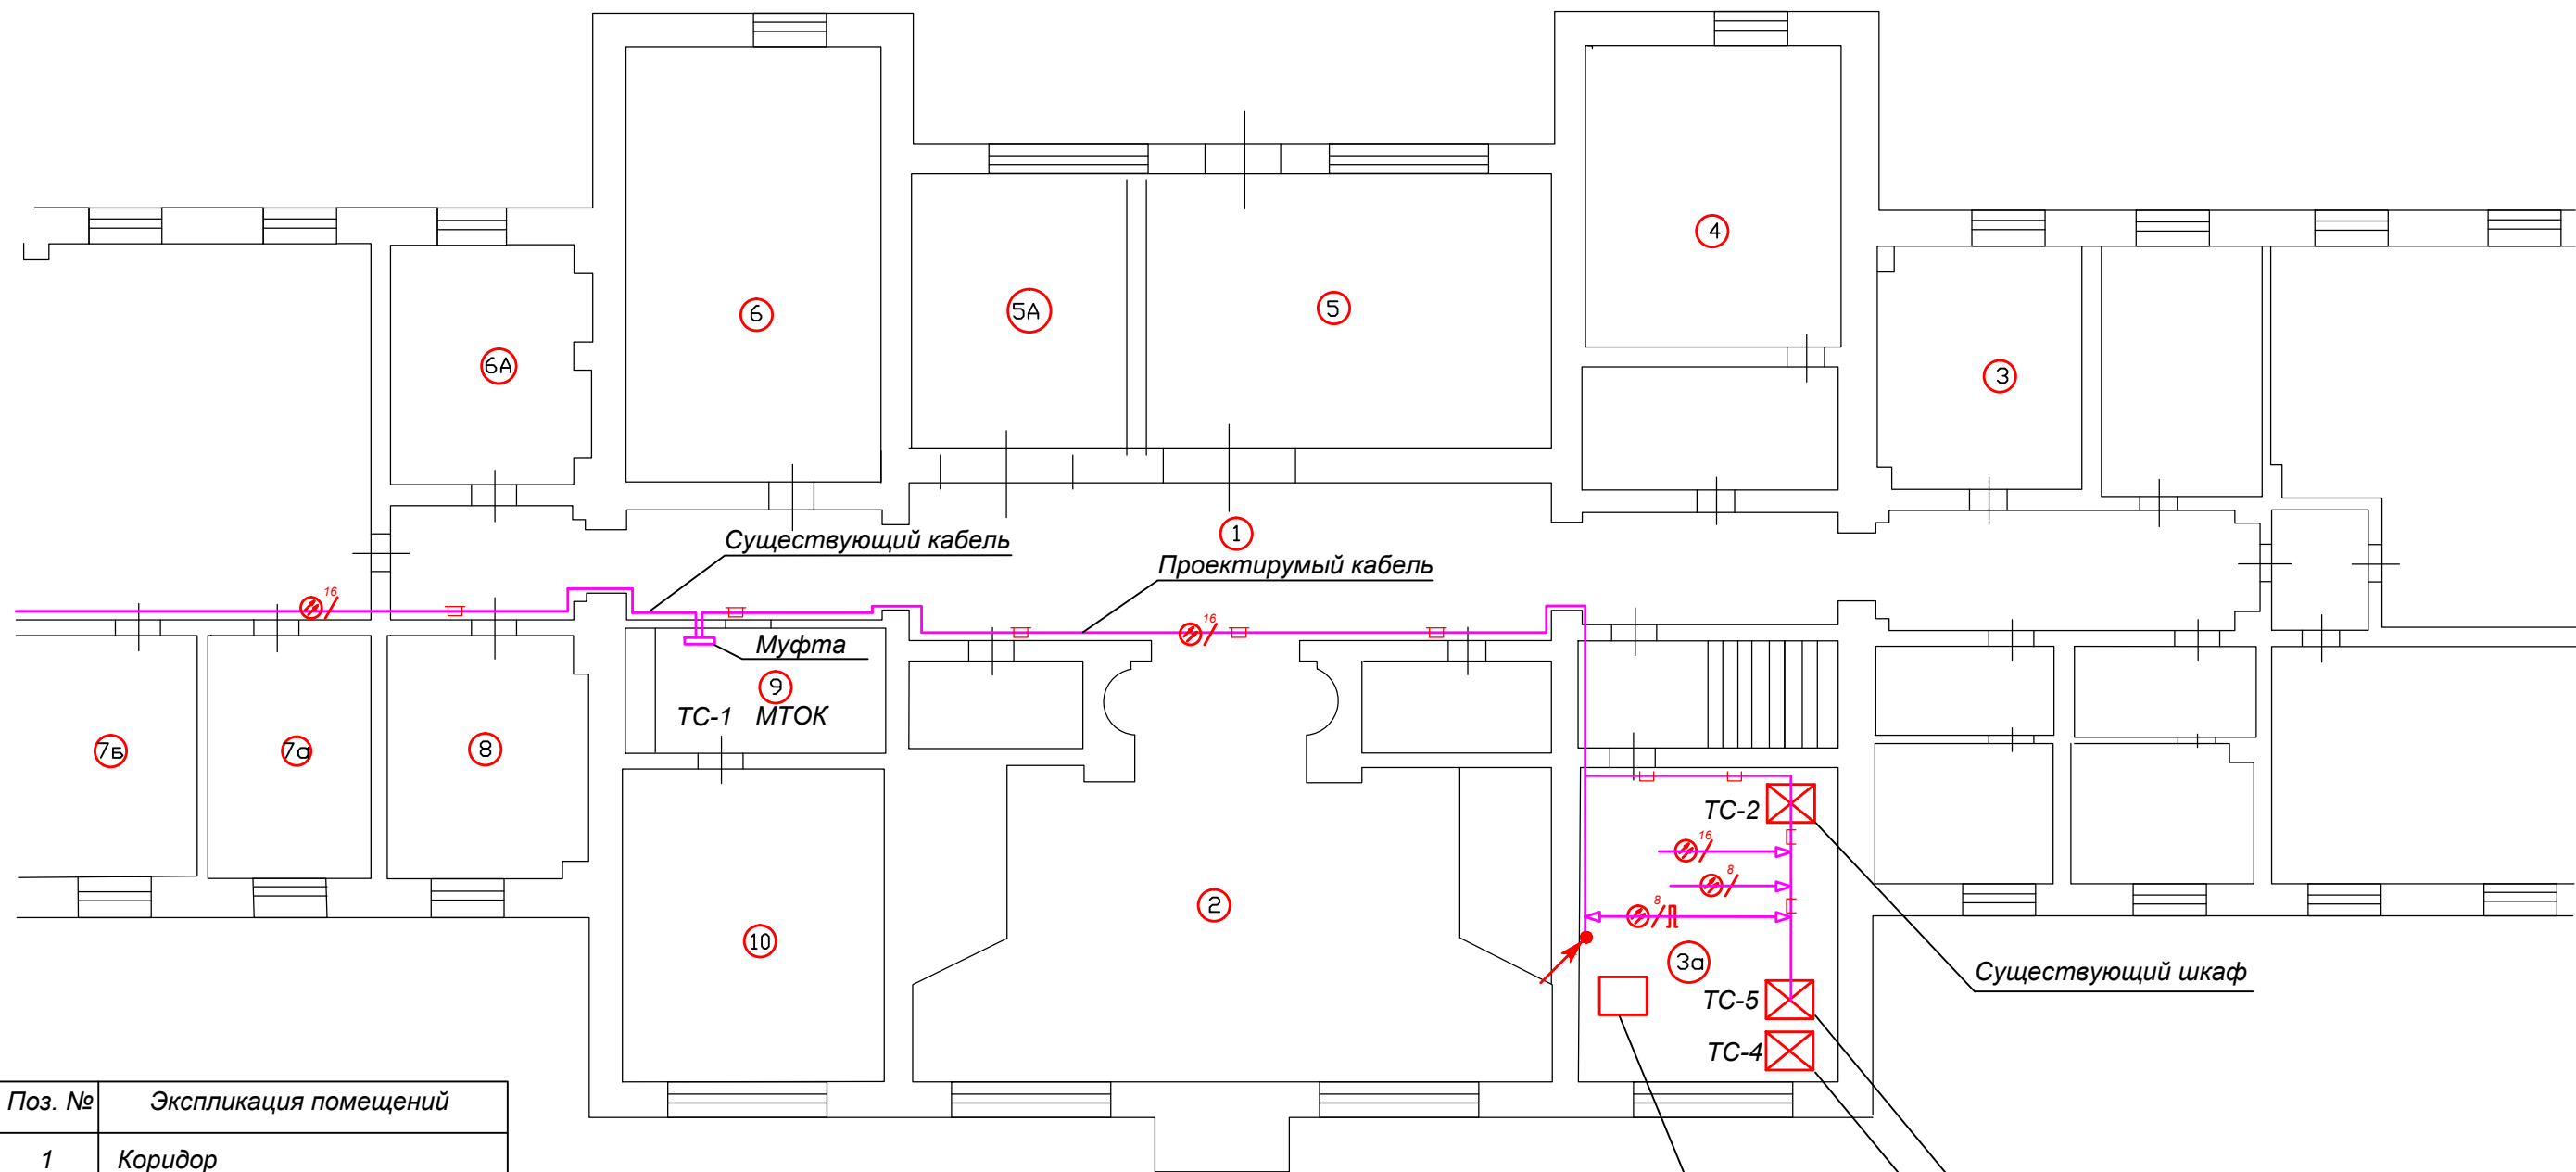 4
6
5А
5
6А
3
1
Существующий кабель
Проектирумый кабель
16
16
Муфта
9
ТС-1 МТОК
7Б
7а
8
ТС-2
16
8
8
2
10
3а
Существующий шкаф
ТС-5
ТС-4
Поз. № Экспликация помещений
1 Коридор